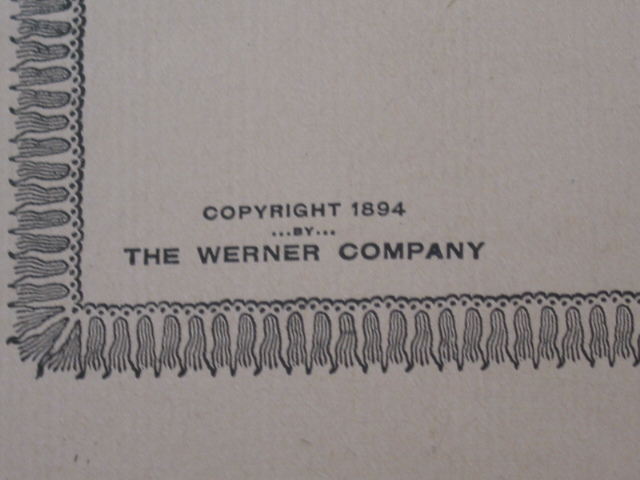 COPYRIGHT 1894
...BY...
THE WERNER COMPANY